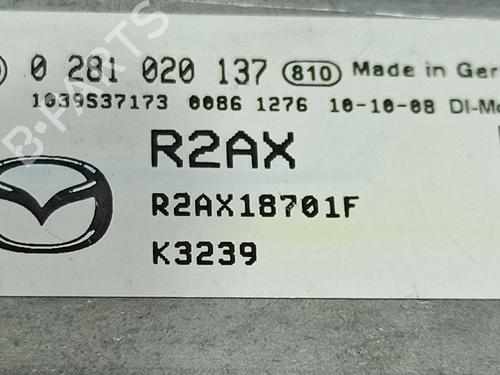 0 281 020 137 810 Made in Ger
1039S37173 0086 1276 10-10-08 DI-Mo
R2AX
R2AX18701F
K3239
B-PARTS